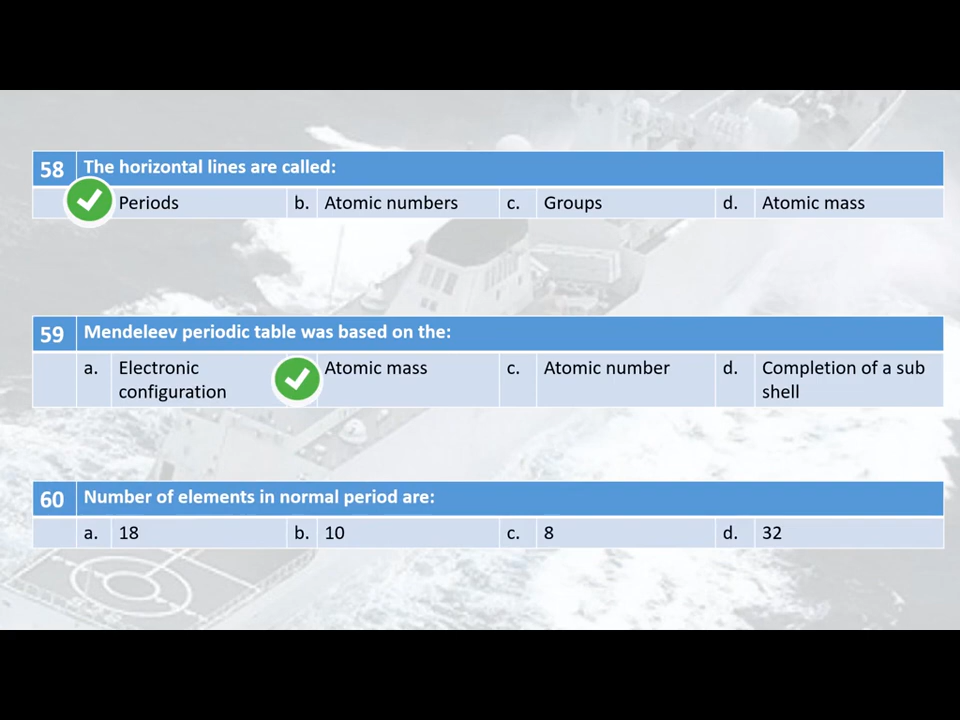 58 The horizontal lines are called:
Periods b. Atomic numbers c. Groups d. Atomic mass
59 Mendeleev periodic table was based on the:
a. Electronic configuration Atomic mass c. Atomic number d. Completion of a sub shell
60 Number of elements in normal period are:
a. 18 b. 10 c. 8 d. 32